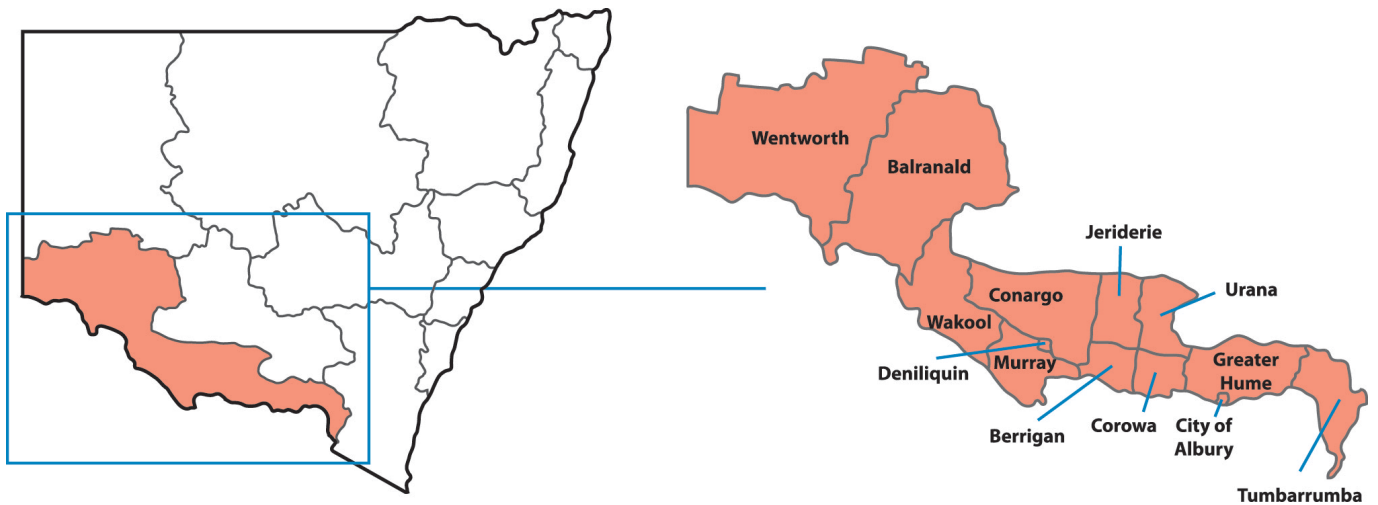 Wentworth
Balranald
Jeriderie
Urana
Conargo
Wakool
Deniliquin
Murray
Greater
Hume
Berrigan
Corowa
City of
Albury
Tumbarrumba